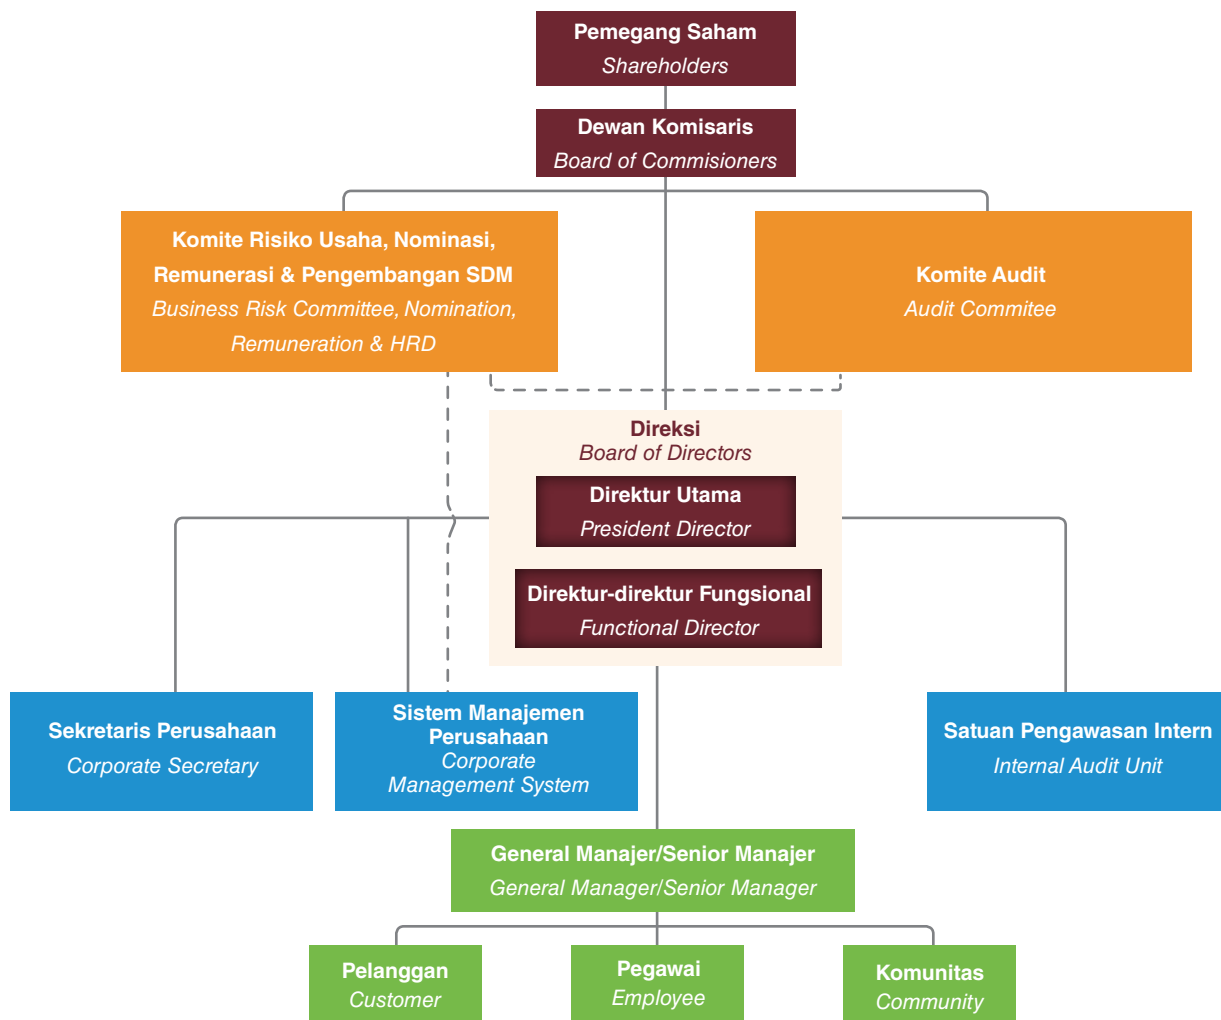 Pemegang Saham
Shareholders
Dewan Komisaris
Board of Commisioners
Komite Risiko Usaha, Nominasi,
Remunerasi & Pengembangan SDM
Business Risk Committee, Nomination,
Remuneration & HRD
Komite Audit
Audit Commitee
Direksi
Board of Directors
Direktur Utama
President Director
Direktur-direktur Fungsional
Functional Director
Sekretaris Perusahaan
Corporate Secretary
Sistem Manajemen
Perusahaan
Corporate
Management System
Satuan Pengawasan Intern
Internal Audit Unit
General Manajer/Senior Manajer
General Manager/Senior Manager
Pelanggan
Customer
Pegawai
Employee
Komunitas
Community